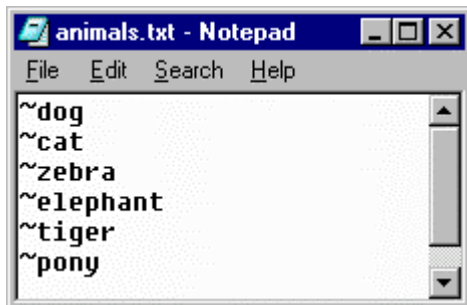 animals.txt - Notepad
File Edit Search Help
~dog
~cat
~zebra
~elephant
~tiger
~pony